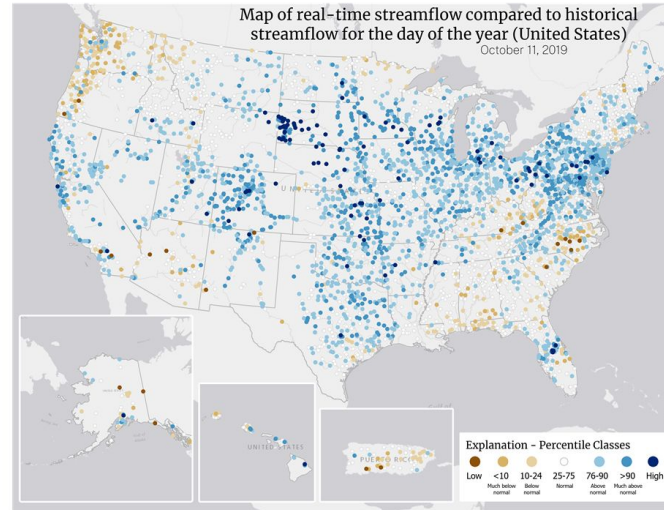 Map of real-time streamflow compared to historical
streamflow for the day of the year (United States)
October 11, 2019
UNITED STATES
PUERTO RICO
Explanation - Percentile Classes
Low <10 10-24 25-75 76-90 >90 High
Much below normal Below normal Normal Above normal Much above normal